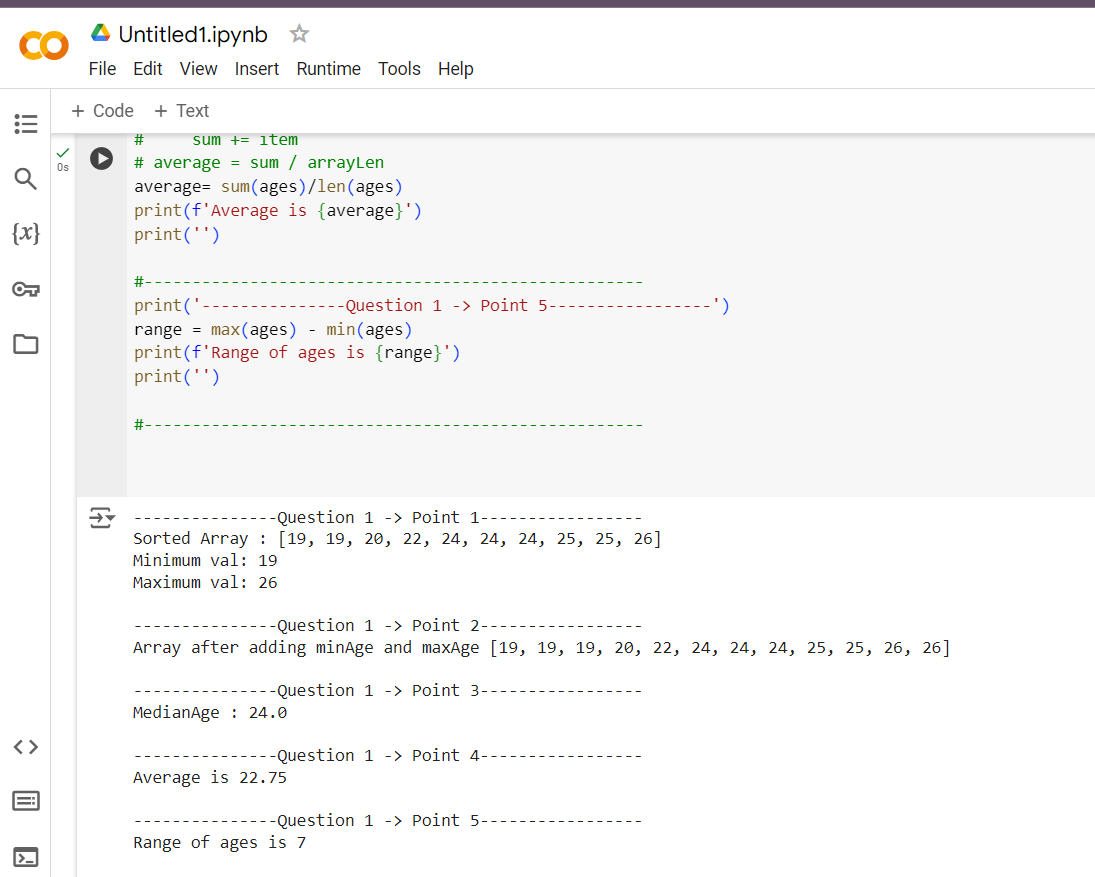 Untitled1.ipynb
File Edit View Insert Runtime Tools Help
+ Code + Text
#     sum += item
# average = sum / arrayLen
0s
average= sum(ages)/len(ages)
print(f'Average is {average}')
print('')
#----------------------------------------------------
print('---------------Question 1 -> Point 5-----------------')
range = max(ages) - min(ages)
print(f'Range of ages is {range}')
print('')
#----------------------------------------------------
---------------Question 1 -> Point 1-----------------
Sorted Array : [19, 19, 20, 22, 24, 24, 24, 25, 25, 26]
Minimum val: 19
Maximum val: 26
---------------Question 1 -> Point 2-----------------
Array after adding minAge and maxAge [19, 19, 19, 20, 22, 24, 24, 24, 25, 25, 26, 26]
---------------Question 1 -> Point 3-----------------
MedianAge : 24.0
---------------Question 1 -> Point 4-----------------
Average is 22.75
---------------Question 1 -> Point 5-----------------
Range of ages is 7